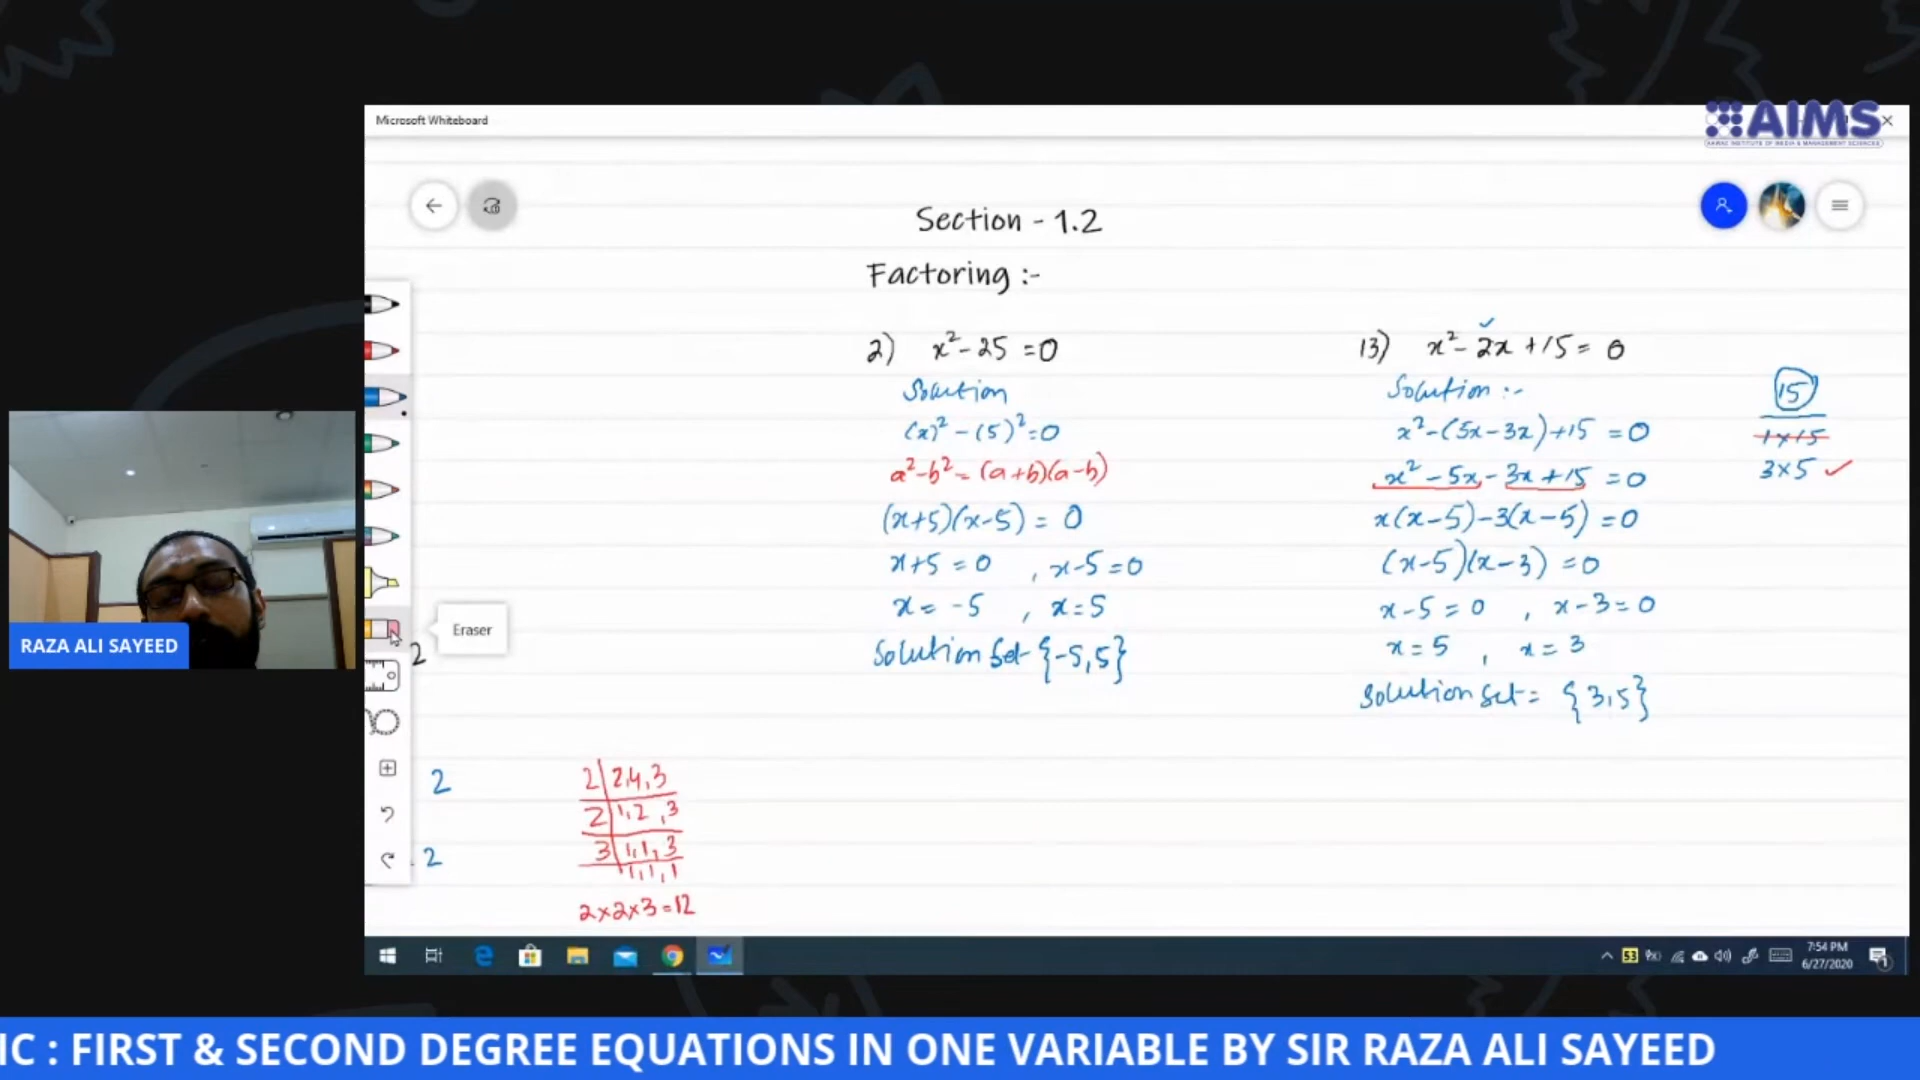 Microsoft Whiteboard
AIMS
Section - 1.2
Factoring :-
2) x² - 25 = 0
Solution
(x)² - (5)² = 0
a² - b² = (a+b)(a-b)
(x+5)(x-5) = 0
x+5 = 0 , x-5 = 0
x = -5 , x = 5
Solution Set {-5,5}
13) x² - 2x + 15 = 0
Solution :-
x² - (5x - 3x) + 15 = 0
x² - 5x - 3x + 15 = 0
x(x-5) - 3(x-5) = 0
(x-5)(x-3) = 0
x-5 = 0 , x-3 = 0
x = 5 , x = 3
Solution Set = {3,5}
15
1 × 15
3 × 5
Eraser
2
2
2
2 | 2,4,3
2 | 1,2,3
3 | 1,1,3
1,1,1
2×2×3=12
RAZA ALI SAYEED
53
7:54 PM
6/27/2020
IC : FIRST & SECOND DEGREE EQUATIONS IN ONE VARIABLE BY SIR RAZA ALI SAYEED